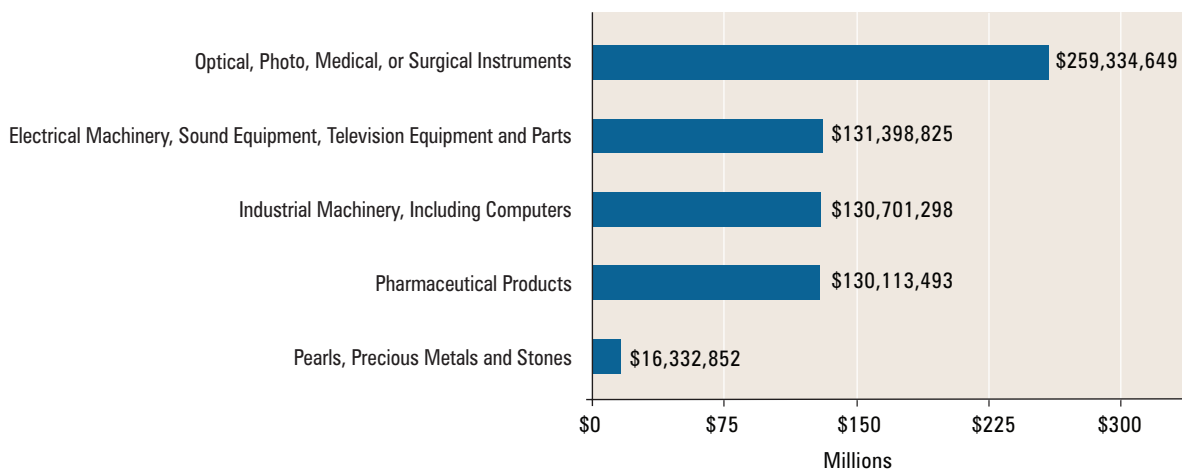 Optical, Photo, Medical, or Surgical Instruments
$259,334,649
Electrical Machinery, Sound Equipment, Television Equipment and Parts
$131,398,825
Industrial Machinery, Including Computers
$130,701,298
Pharmaceutical Products
$130,113,493
Pearls, Precious Metals and Stones
$16,332,852
$0
$75
$150
$225
$300
Millions